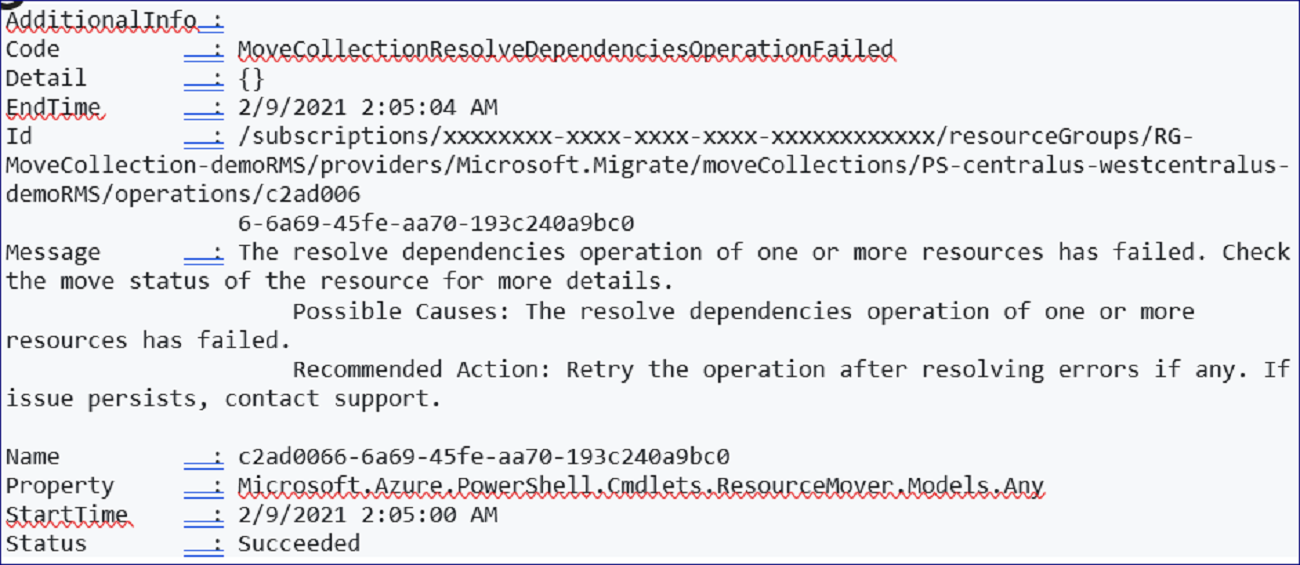 AdditionalInfo :
Code : MoveCollectionResolveDependenciesOperationFailed
Detail : {}
EndTime : 2/9/2021 2:05:04 AM
Id : /subscriptions/xxxxxxxx-xxxx-xxxx-xxxx-xxxxxxxxxxxx/resourceGroups/RG-
MoveCollection-demoRMS/providers/Microsoft.Migrate/moveCollections/PS-centralus-westcentralus-
demoRMS/operations/c2ad006
6-6a69-45fe-aa70-193c240a9bc0
Message : The resolve dependencies operation of one or more resources has failed. Check
the move status of the resource for more details.
Possible Causes: The resolve dependencies operation of one or more
resources has failed.
Recommended Action: Retry the operation after resolving errors if any. If
issue persists, contact support.
Name : c2ad0066-6a69-45fe-aa70-193c240a9bc0
Property : Microsoft.Azure.PowerShell.Cmdlets.ResourceMover.Models.Any
StartTime : 2/9/2021 2:05:00 AM
Status : Succeeded